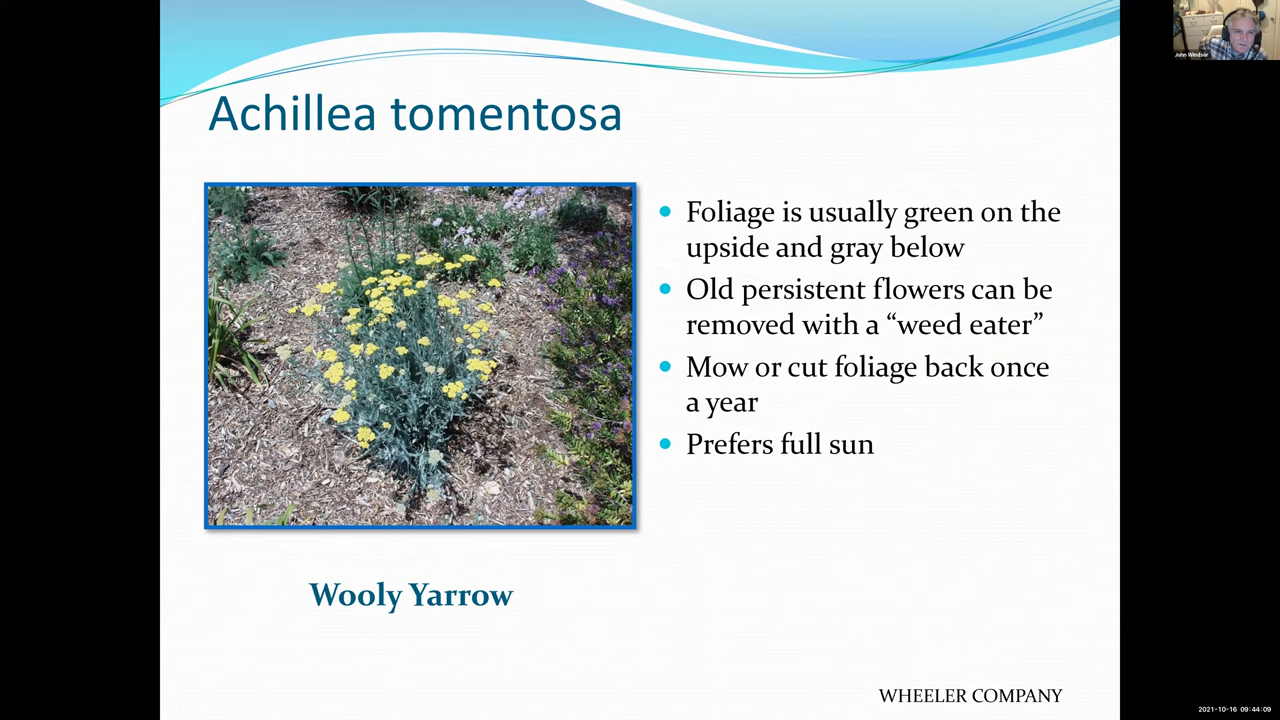 Achillea tomentosa
Foliage is usually green on the
upside and gray below
Old persistent flowers can be
removed with a “weed eater”
Mow or cut foliage back once
a year
Prefers full sun
Wooly Yarrow
WHEELER COMPANY
John Windsor
2021-10-16 09:44:09